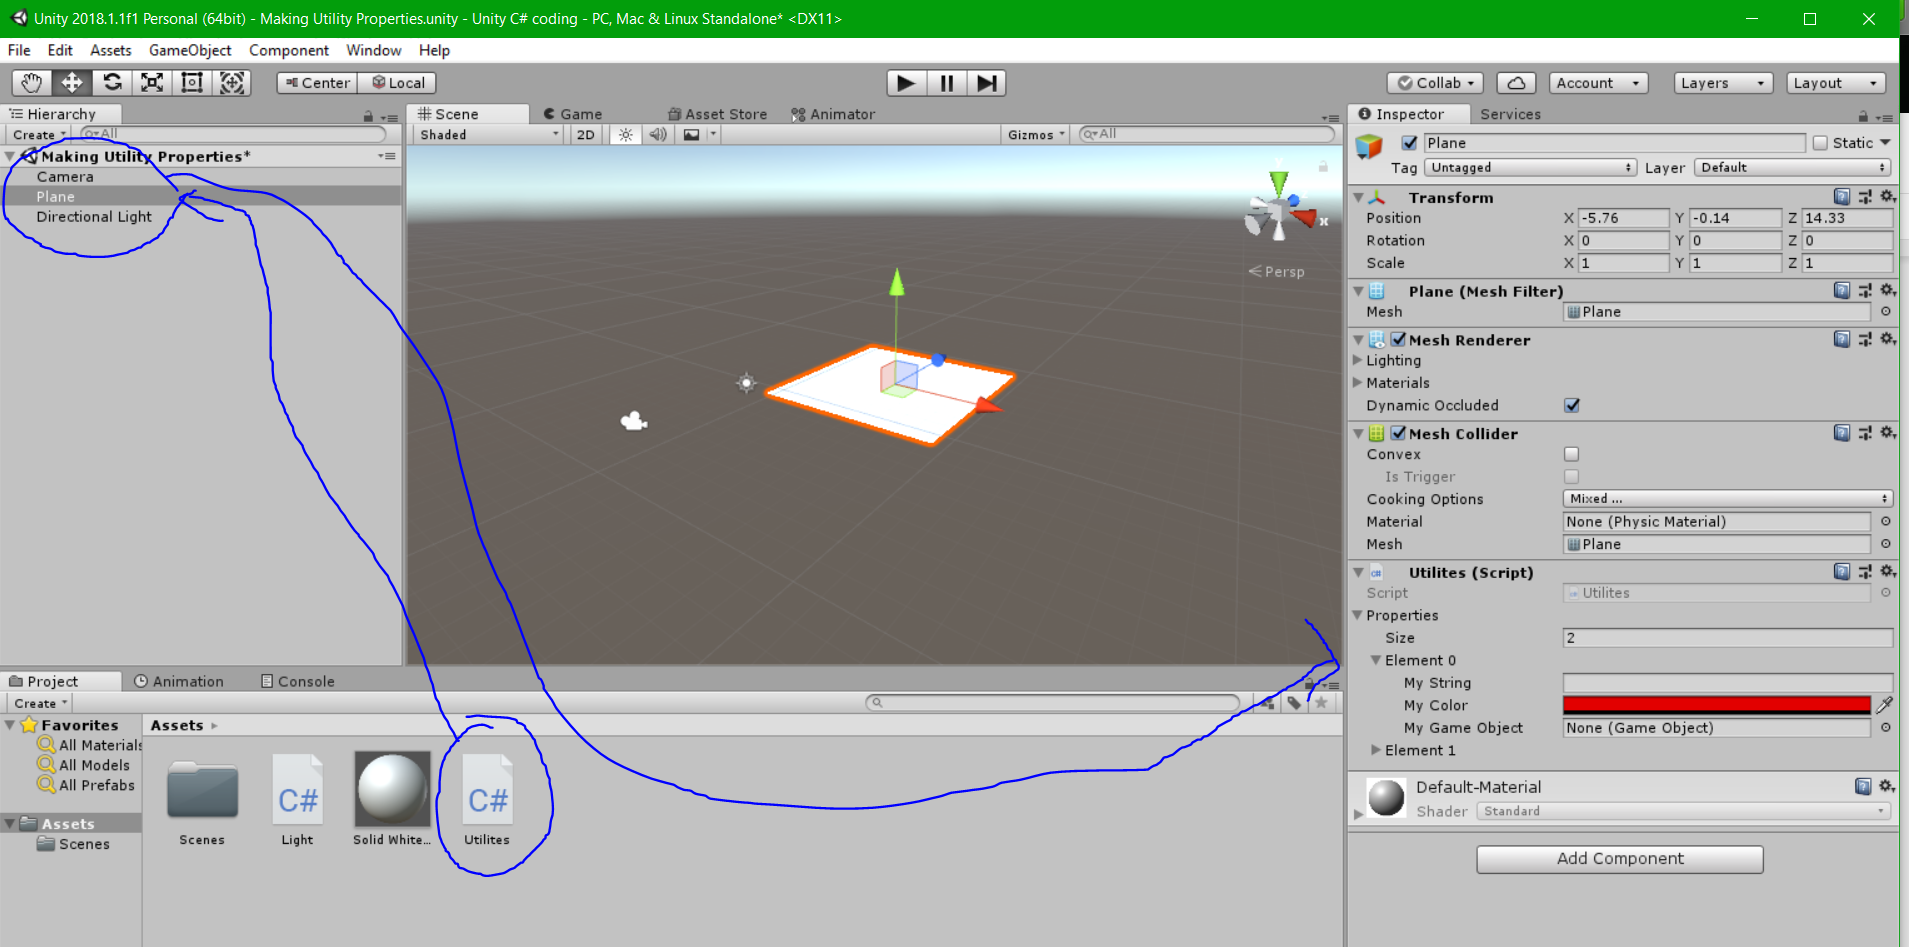 Unity 2018.1.1f1 Personal (64bit) - Making Utility Properties.unity - Unity C# coding - PC, Mac & Linux Standalone* <DX11>
File Edit Assets GameObject Component Window Help
Center Local Collab Account Layers Layout
Hierarchy
Create All
Making Utility Properties*
Camera
Plane
Directional Light
Scene Game Asset Store Animator
Shaded 2D Gizmos All
x
Persp
Inspector Services
Plane Static
Tag Untagged Layer Default
Transform
Position X -5.76 Y -0.14 Z 14.33
Rotation X 0 Y 0 Z 0
Scale X 1 Y 1 Z 1
Plane (Mesh Filter)
Mesh Plane
Mesh Renderer
Lighting
Materials
Dynamic Occluded
Mesh Collider
Convex
Is Trigger
Cooking Options Mixed ...
Material None (Physic Material)
Mesh Plane
Utilites (Script)
Script Utilites
Properties
Size 2
Element 0
My String
My Color
My Game Object None (Game Object)
Element 1
Default-Material
Shader Standard
Add Component
Project Animation Console
Create
Favorites
All Materials
All Models
All Prefabs
Assets
Scenes
Assets
C# C#
Scenes Light Solid White... Utilites